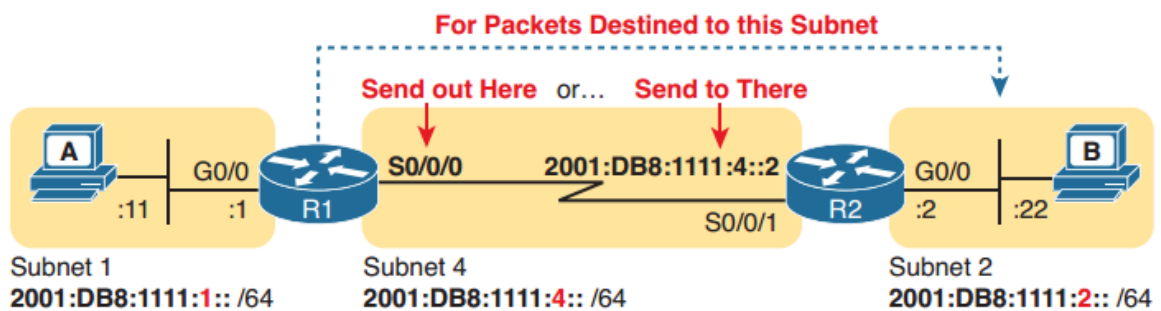 For Packets Destined to this Subnet
Send out Here or... Send to There
A
B
G0/0
S0/0/0
2001:DB8:1111:4::2
G0/0
:11
:1
R1
R2
:2
:22
S0/0/1
Subnet 1
Subnet 4
Subnet 2
2001:DB8:1111:1:: /64
2001:DB8:1111:4:: /64
2001:DB8:1111:2:: /64